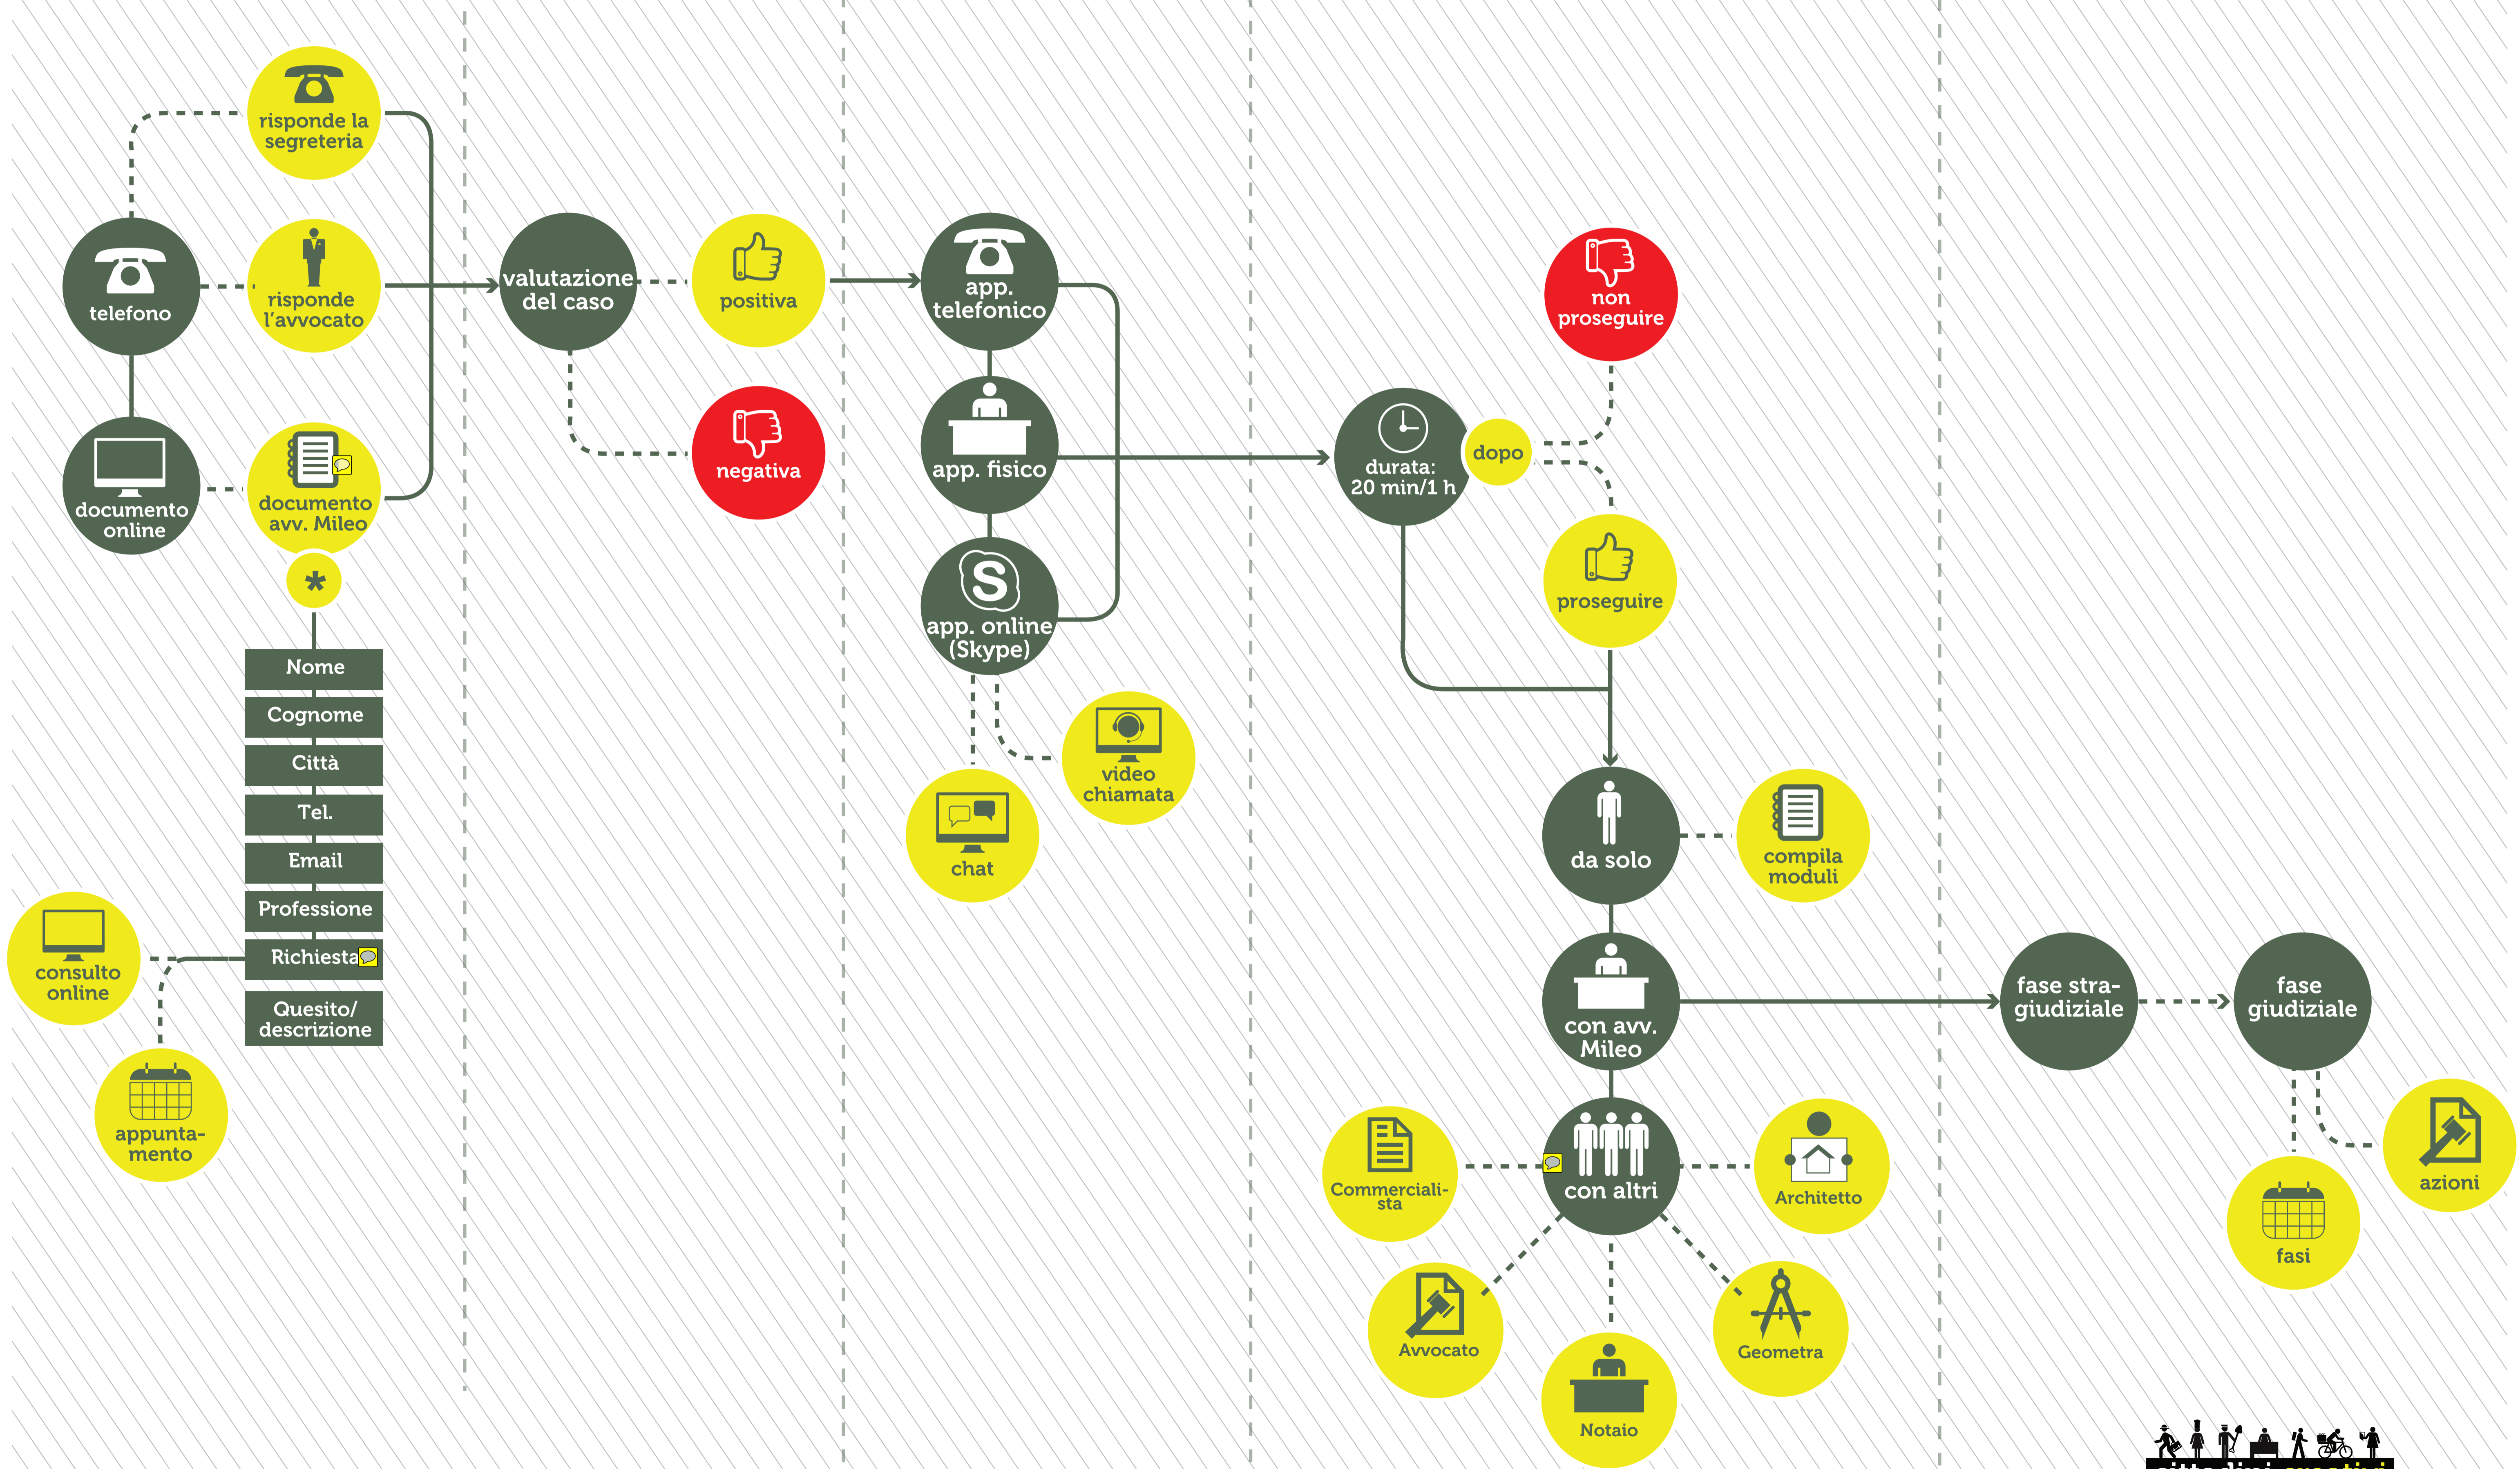 risponde la
segreteria
telefono
risponde
l'avvocato
documento
online
documento
avv. Mileo
*
Nome
Cognome
Città
Tel.
Email
Professione
Richiesta
Quesito/
descrizione
consulto
online
appunta-
mento
valutazione
del caso
positiva
negativa
app.
telefonico
app. fisico
S
app. online
(Skype)
chat
video
chiamata
durata:
20 min/1 h
dopo
non
proseguire
proseguire
da solo
compila
moduli
con avv.
Mileo
con altri
Commerciali-
sta
Avvocato
Notaio
Geometra
Architetto
fase stra-
giudiziale
fase
giudiziale
fasi
azioni
cittadini creativi